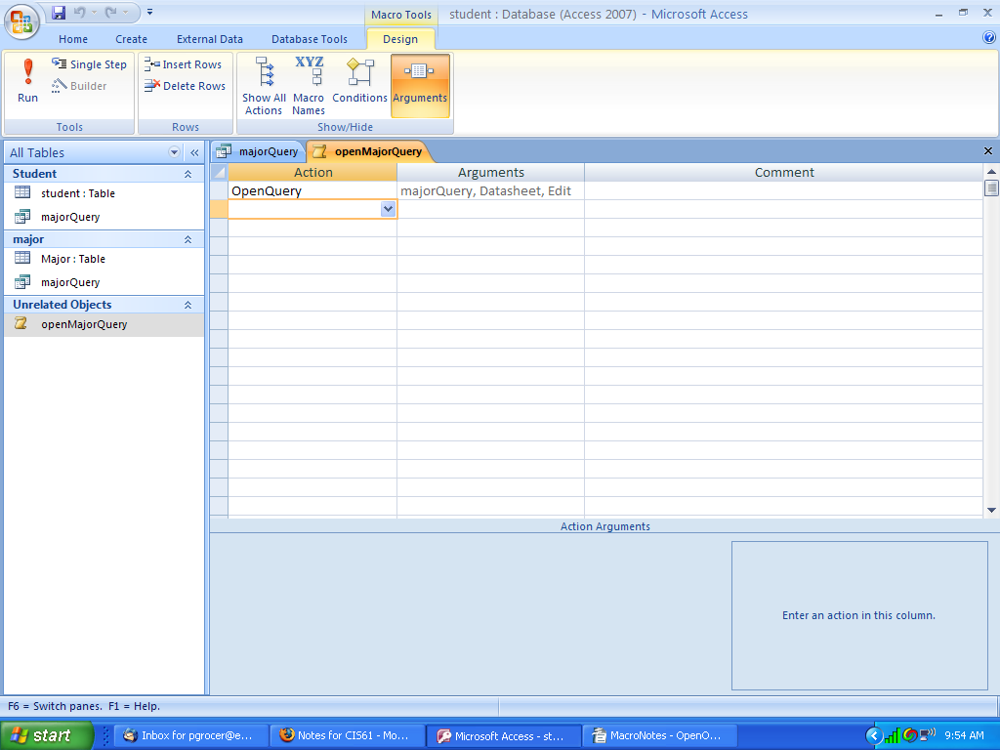 Macro Tools
student : Database (Access 2007) - Microsoft Access
Home Create External Data Database Tools Design
Run
Single Step
Builder
Tools
Insert Rows
Delete Rows
Rows
Show All Actions
XYZ
Macro Names
Conditions
Arguments
Show/Hide
All Tables
Student
student : Table
majorQuery
major
Major : Table
majorQuery
Unrelated Objects
openMajorQuery
majorQuery openMajorQuery
Action Arguments Comment
OpenQuery majorQuery, Datasheet, Edit
Action Arguments
Enter an action in this column.
F6 = Switch panes. F1 = Help.
start Inbox for pgrocer@e... Notes for CIS61 - Mo... Microsoft Access - st... MacroNotes - OpenO... 9:54 AM